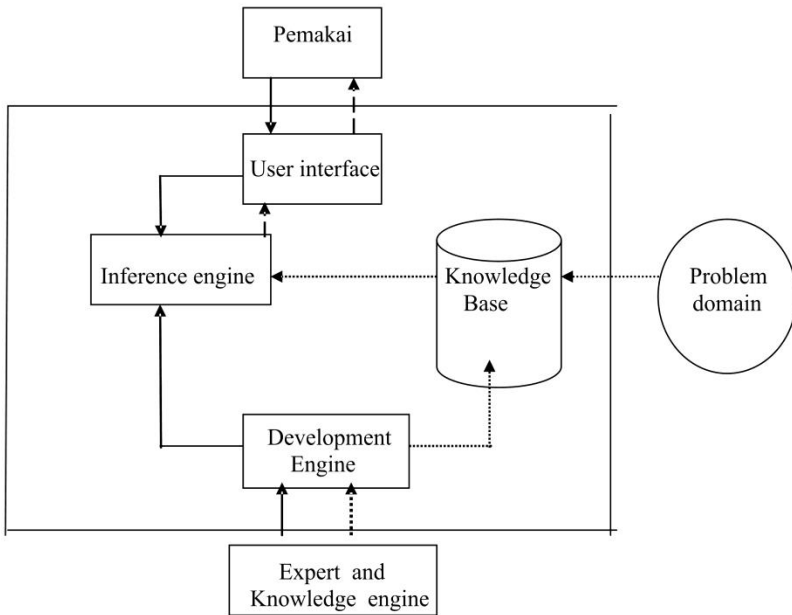 Pemakai
User interface
Inference engine
Knowledge
Base
Problem
domain
Development
Engine
Expert and
Knowledge engine